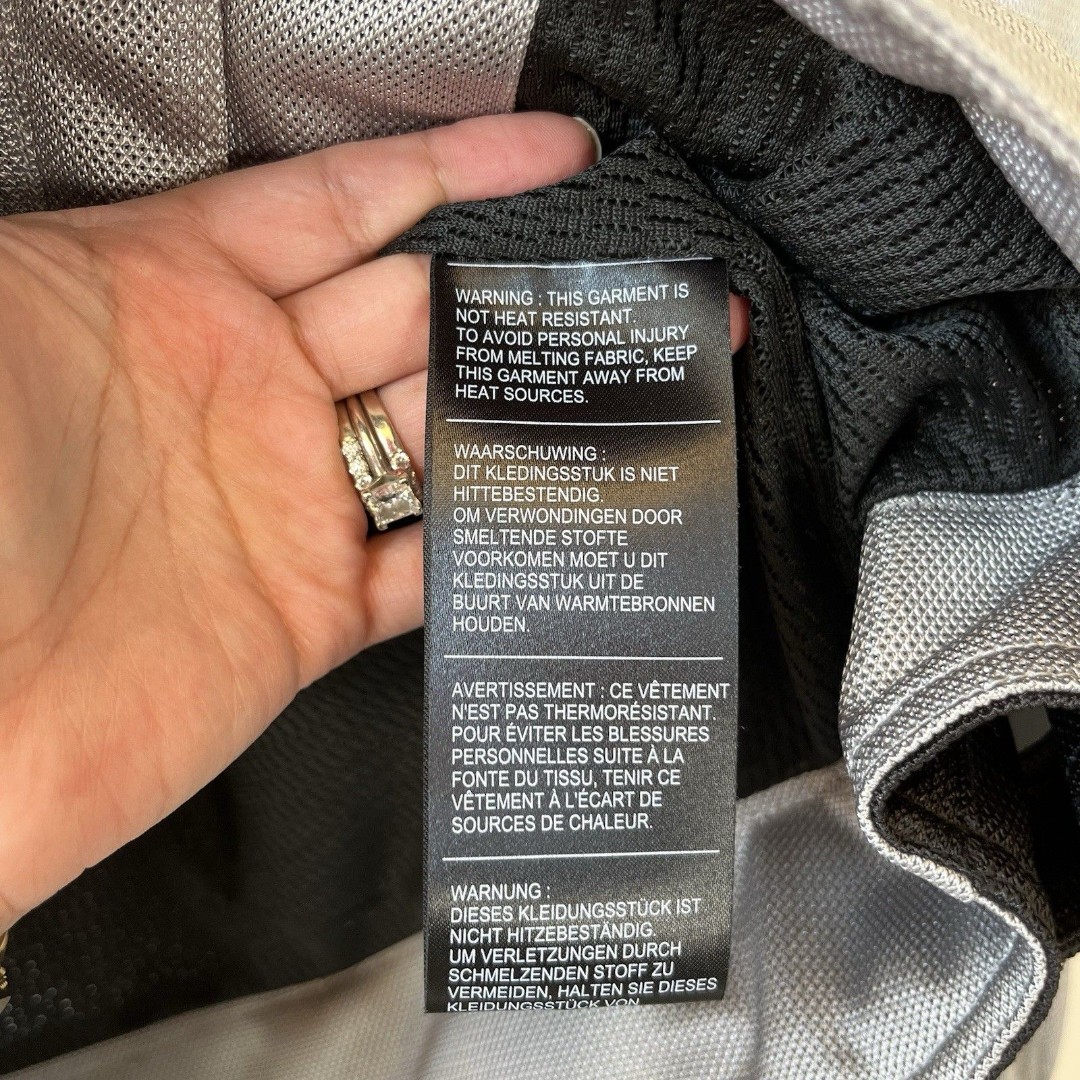 WARNING : THIS GARMENT IS
NOT HEAT RESISTANT.
TO AVOID PERSONAL INJURY
FROM MELTING FABRIC, KEEP
THIS GARMENT AWAY FROM
HEAT SOURCES.
WAARSCHUWING :
DIT KLEDINGSSTUK IS NIET
HITTEBESTENDIG.
OM VERWONDINGEN DOOR
SMELTENDE STOFTE
VOORKOMEN MOET U DIT
KLEDINGSSTUK UIT DE
BUURT VAN WARMTEBRONNEN
HOUDEN.
AVERTISSEMENT : CE VÊTEMENT
N'EST PAS THERMORÉSISTANT.
POUR ÉVITER LES BLESSURES
PERSONNELLES SUITE À LA
FONTE DU TISSU, TENIR CE
VÊTEMENT À L'ÉCART DE
SOURCES DE CHALEUR.
WARNUNG :
DIESES KLEIDUNGSSTÜCK IST
NICHT HITZEBESTÄNDIG.
UM VERLETZUNGEN DURCH
SCHMELZENDEN STOFF ZU
VERMEIDEN, HALTEN SIE DIESES
KLEIDUNGSSTÜCK VON